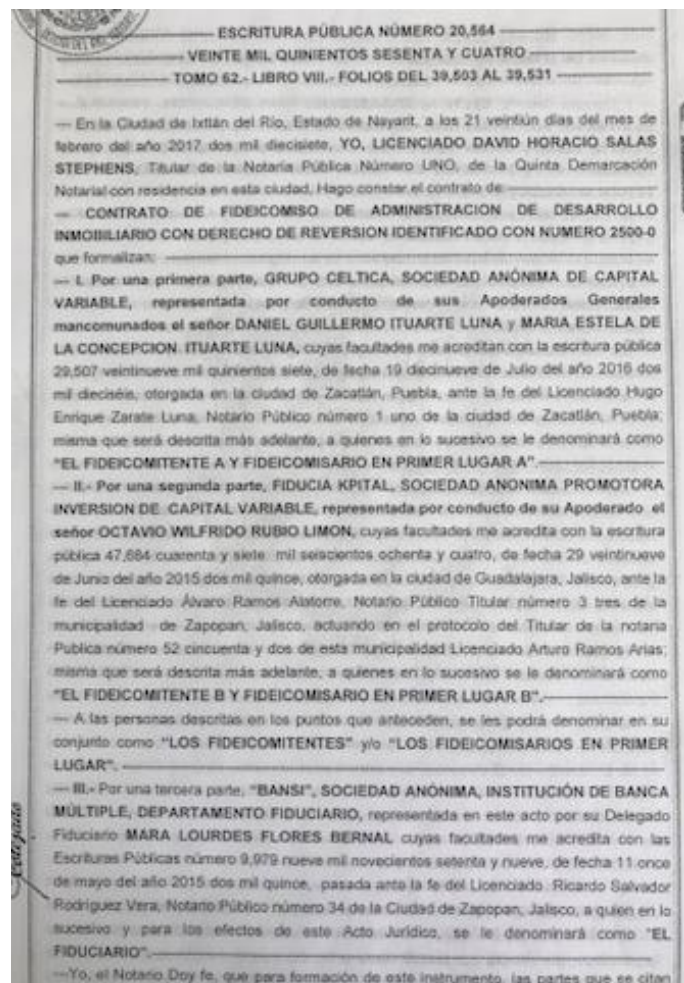 ESCRITURA PÚBLICA NÚMERO 20,564
VEINTE MIL QUINIENTOS SESENTA Y CUATRO
TOMO 62.- LIBRO VIII.- FOLIOS DEL 39,503 AL 39,531
--- En la Ciudad de Ixtlán del Río, Estado de Nayarit, a los 21 veintiún días del mes de
febrero del año 2017 dos mil diecisiete, YO, LICENCIADO DAVID HORACIO SALAS
STEPHENS, Titular de la Notaría Pública Número UNO, de la Quinta Demarcación
Notarial con residencia en esta ciudad, Hago constar el contrato de:
--- CONTRATO DE FIDEICOMISO DE ADMINISTRACION DE DESARROLLO
INMOBILIARIO CON DERECHO DE REVERSION IDENTIFICADO CON NUMERO 2500-0
que formalizan:
--- I. Por una primera parte, GRUPO CELTICA, SOCIEDAD ANÓNIMA DE CAPITAL
VARIABLE, representada por conducto de sus Apoderados Generales
mancomunados el señor DANIEL GUILLERMO ITUARTE LUNA y MARIA ESTELA DE
LA CONCEPCION ITUARTE LUNA, cuyas facultades me acreditan con la escritura pública
29,507 veintinueve mil quinientos siete, de fecha 19 diecinueve de Julio del año 2016 dos
mil dieciséis, otorgada en la ciudad de Zacatlán, Puebla, ante la fe del Licenciado Hugo
Enrique Zarate Luna, Notario Público número 1 uno de la ciudad de Zacatlán, Puebla;
misma que será descrita más adelante, a quienes en lo sucesivo se le denominará como
"EL FIDEICOMITENTE A Y FIDEICOMISARIO EN PRIMER LUGAR A".
--- II.- Por una segunda parte, FIDUCIA KPITAL, SOCIEDAD ANONIMA PROMOTORA
INVERSION DE CAPITAL VARIABLE, representada por conducto de su Apoderado el
señor OCTAVIO WILFRIDO RUBIO LIMON, cuyas facultades me acredita con la escritura
pública 47,684 cuarenta y siete mil seiscientos ochenta y cuatro, de fecha 29 veintinueve
de Junio del año 2015 dos mil quince, otorgada en la ciudad de Guadalajara, Jalisco, ante la
fe del Licenciado Álvaro Ramos Alatorre, Notario Público Titular número 3 tres de la
municipalidad de Zapopan, Jalisco, actuando en el protocolo del Titular de la notaria
Publica número 52 cincuenta y dos de esta municipalidad Licenciado Arturo Ramos Arias;
misma que será descrita más adelante, a quienes en lo sucesivo se le denominará como
"EL FIDEICOMITENTE B Y FIDEICOMISARIO EN PRIMER LUGAR B".
--- A las personas descritas en los puntos que anteceden, se les podrá denominar en su
conjunto como "LOS FIDEICOMITENTES" y/o "LOS FIDEICOMISARIOS EN PRIMER
LUGAR".
--- III.- Por una tercera parte, "BANSI", SOCIEDAD ANÓNIMA, INSTITUCIÓN DE BANCA
MÚLTIPLE, DEPARTAMENTO FIDUCIARIO, representada en este acto por su Delegado
Fiduciario MARA LOURDES FLORES BERNAL cuyas facultades me acredita con las
Escrituras Públicas número 9,979 nueve mil novecientos setenta y nueve, de fecha 11 once
de mayo del año 2015 dos mil quince, pasada ante la fe del Licenciado Ricardo Salvador
Rodríguez Vera, Notario Público número 34 de la Ciudad de Zapopan, Jalisco, a quien en lo
sucesivo y para los efectos de este Acto Jurídico, se le denominará como "EL
FIDUCIARIO".
---Yo, el Notario Doy fe, que para formación de este instrumento, las partes que se citan
Cotejado